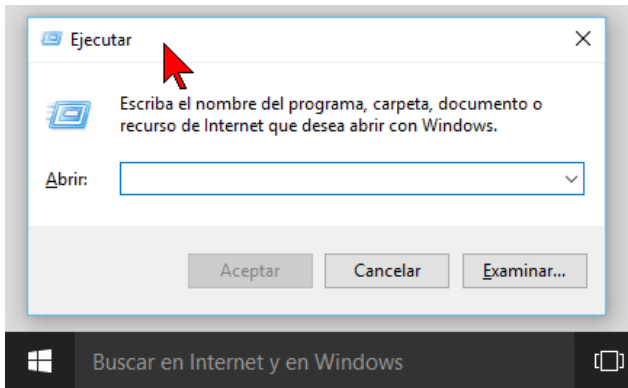 Ejecutar
Escriba el nombre del programa, carpeta, documento o
recurso de Internet que desea abrir con Windows.
Abrir:
Aceptar Cancelar Examinar...
Buscar en Internet y en Windows